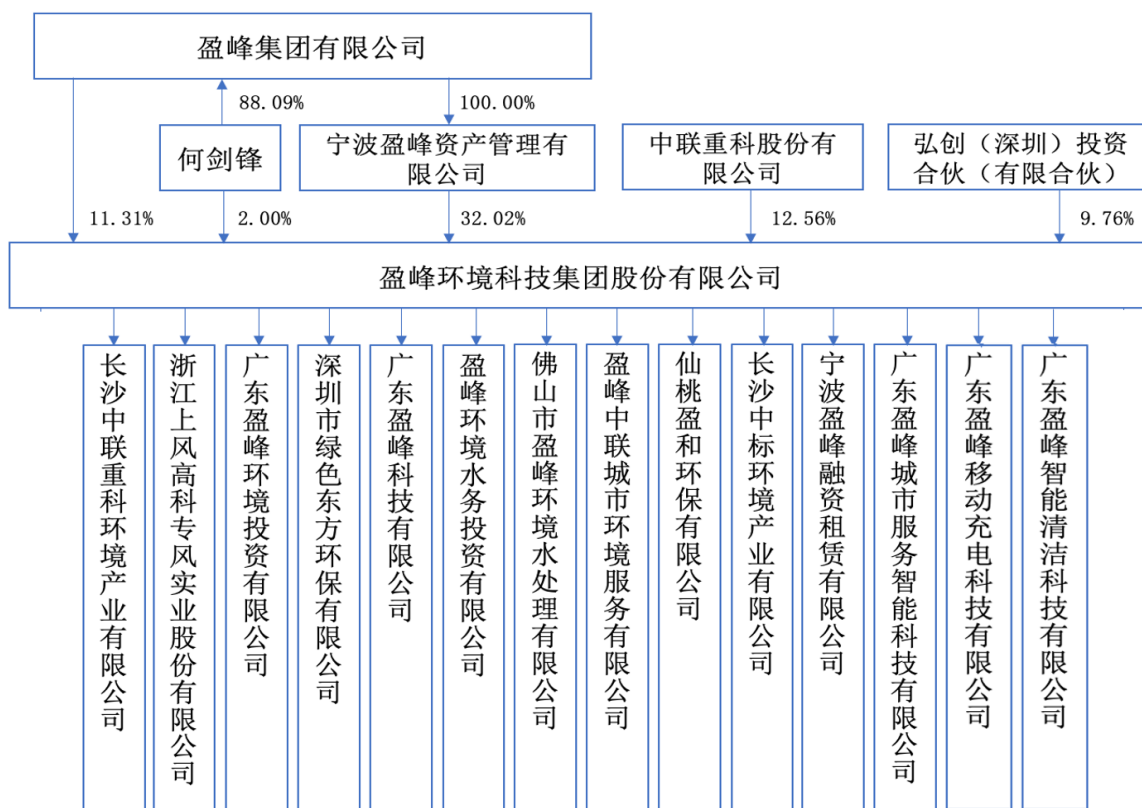 盈峰集团有限公司
88.09%
100.00%
何剑锋
宁波盈峰资产管理有
限公司
中联重科股份有
限公司
弘创（深圳）投资
合伙（有限合伙）
11.31%
2.00%
32.02%
12.56%
9.76%
盈峰环境科技集团股份有限公司
长沙中联重科环境产业有限公司
浙江上风高科专风实业股份有限公司
广东盈峰环境投资有限公司
深圳市绿色东方环保有限公司
广东盈峰科技有限公司
盈峰环境水务投资有限公司
佛山市盈峰环境水处理有限公司
盈峰中联城市环境服务有限公司
仙桃盈和环保有限公司
长沙中标环境产业有限公司
宁波盈峰融资租赁有限公司
广东盈峰城市服务智能科技有限公司
广东盈峰移动充电科技有限公司
广东盈峰智能清洁科技有限公司